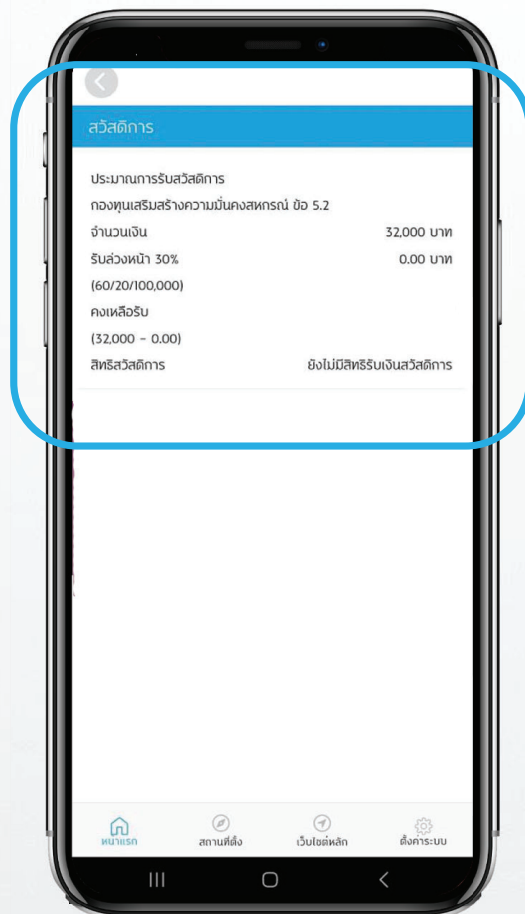 สวัสดิการ
ประมาณการรับสวัสดิการ
กองทุนเสริมสร้างความมั่นคงสหกรณ์ ข้อ 5.2
จำนวนเงิน 32,000 บาท
รับล่วงหน้า 30% 0.00 บาท
(60/20/100,000)
คงเหลือรับ
(32,000 - 0.00)
สิทธิสวัสดิการ ยังไม่มีสิทธิรับเงินสวัสดิการ
หน้าแรก สถานที่ตั้ง เว็บไซต์หลัก ตั้งค่าระบบ